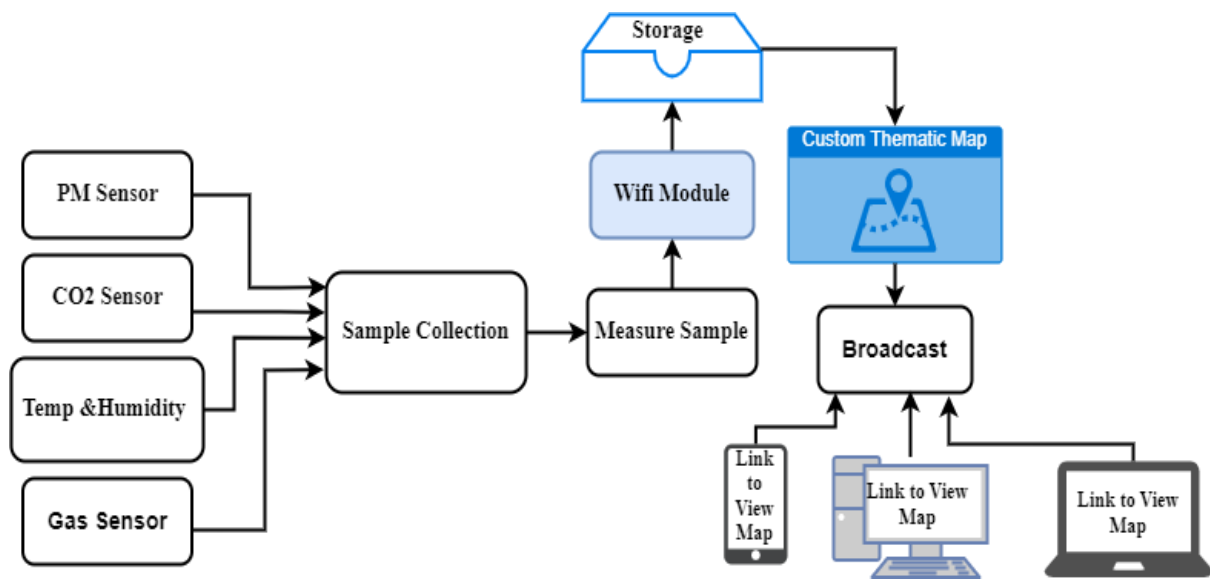 Storage
Custom Thematic Map
PM Sensor
Wifi Module
CO2 Sensor
Sample Collection
Measure Sample
Broadcast
Temp &Humidity
Gas Sensor
Link
to
View
Map
Link to View
Map
Link to View
Map